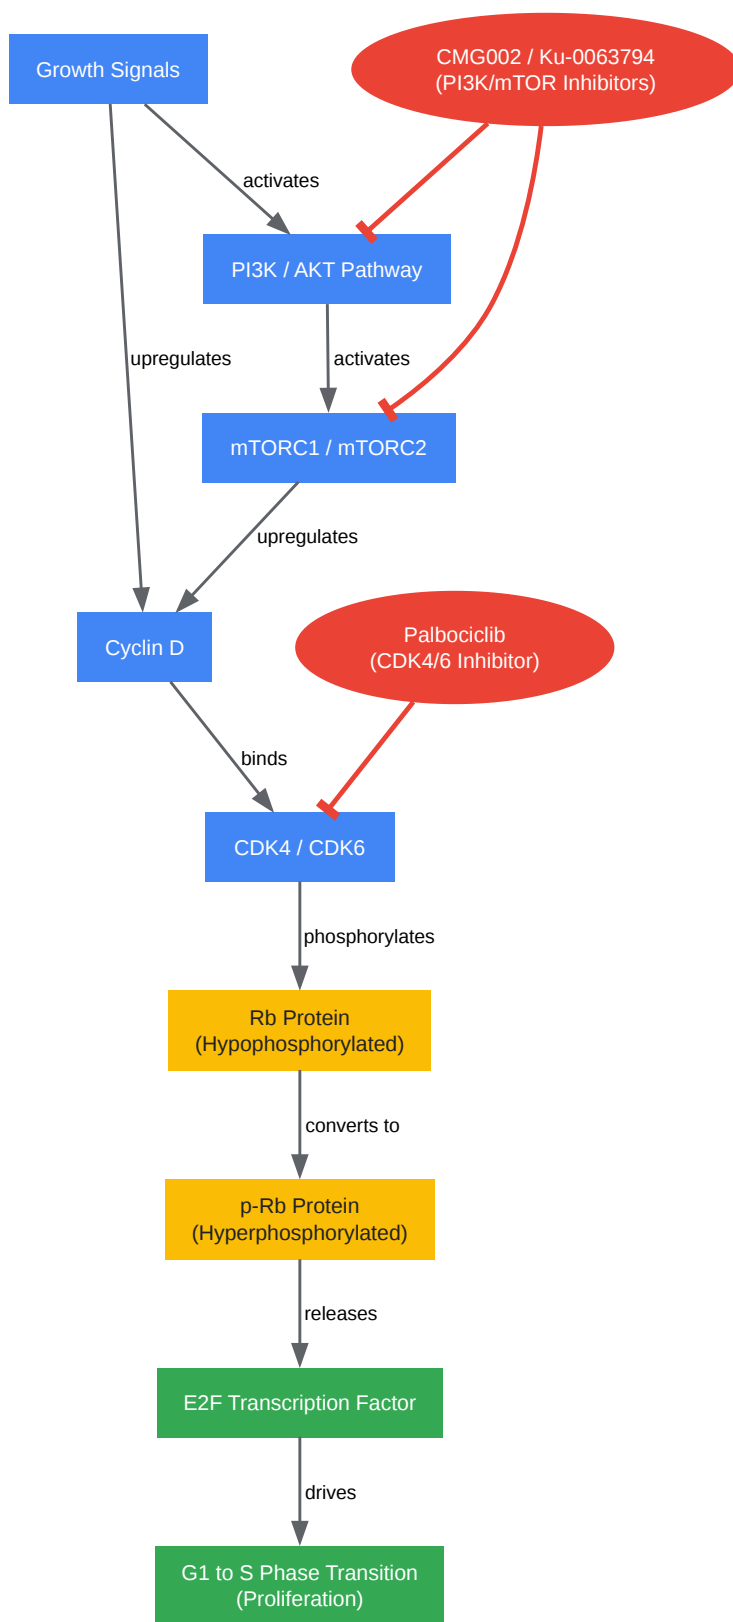 Growth Signals
CMG002 / Ku-0063794
(PI3K/mTOR Inhibitors)
activates
PI3K / AKT Pathway
upregulates
activates
mTORC1 / mTORC2
upregulates
Cyclin D
Palbociclib
(CDK4/6 Inhibitor)
binds
CDK4 / CDK6
phosphorylates
Rb Protein
(Hypophosphorylated)
converts to
p-Rb Protein
(Hyperphosphorylated)
releases
E2F Transcription Factor
drives
G1 to S Phase Transition
(Proliferation)